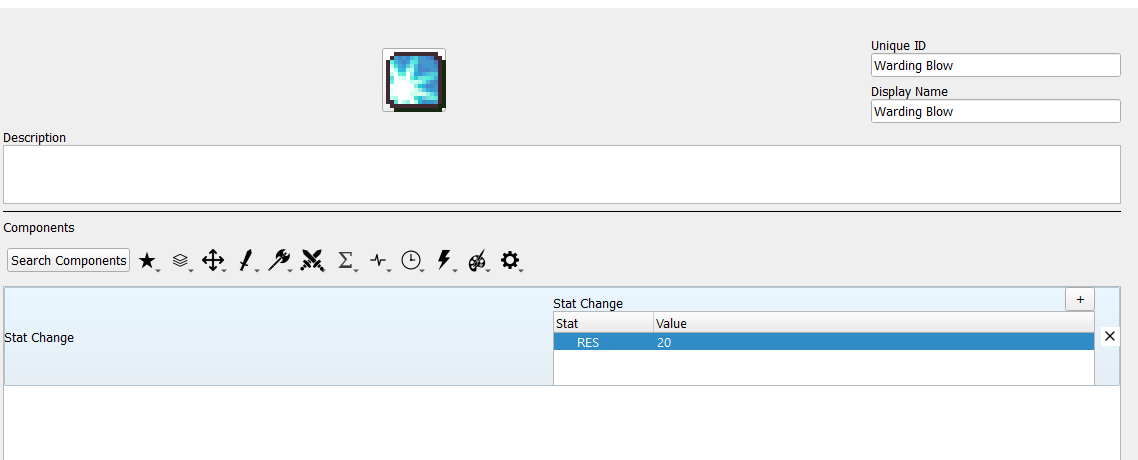 Unique ID
Warding Blow
Display Name
Warding Blow
Description
Components
Search Components
Stat Change
Stat Change
+
Stat Value
RES 20